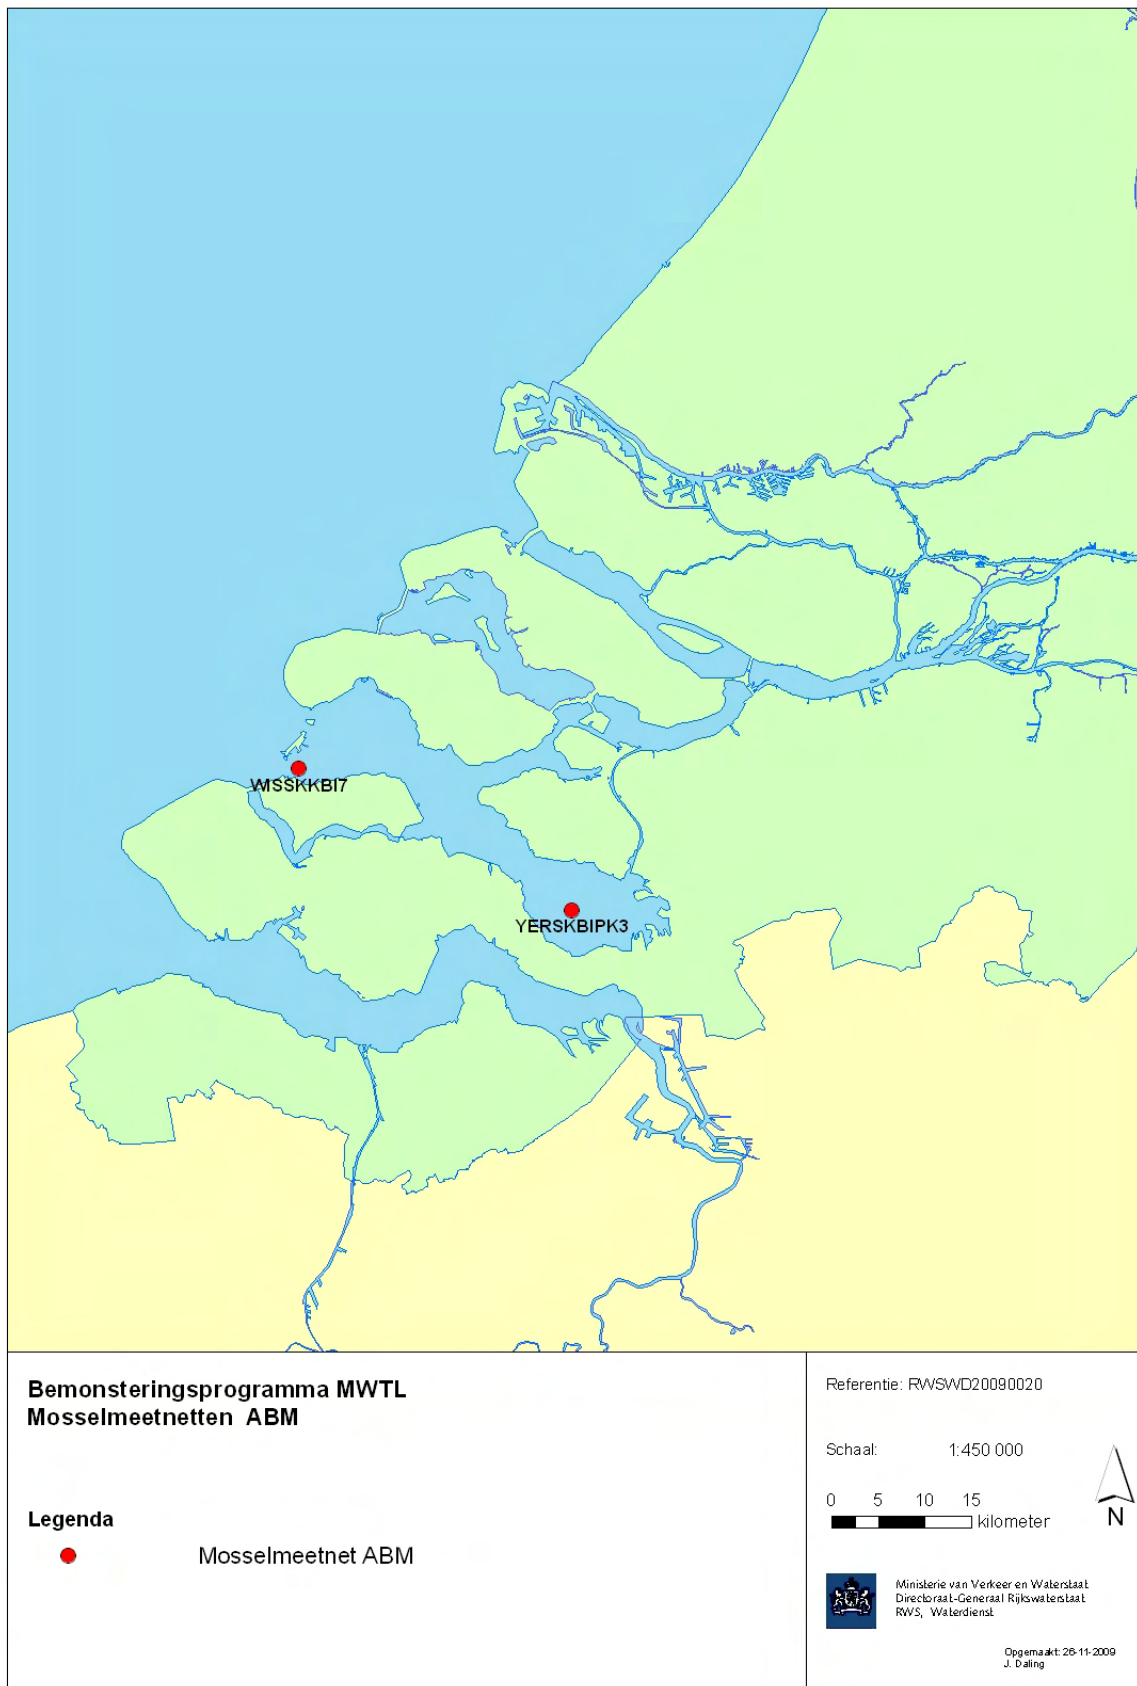 WISSKKBI7
YERSKBIPK3
Bemonsteringsprogramma MWTL
Mosselmeetnetten ABM
Legenda
Mosselmeetnet ABM
Referentie: RWSWD20090020
Schaal: 1:450 000
0 5 10 15
kilometer
N
Ministerie van Verkeer en Waterstaat
Directoraat-Generaal Rijkswaterstaat
RWS, Waterdienst
Opgemaakt: 26-11-2009
J. Daling